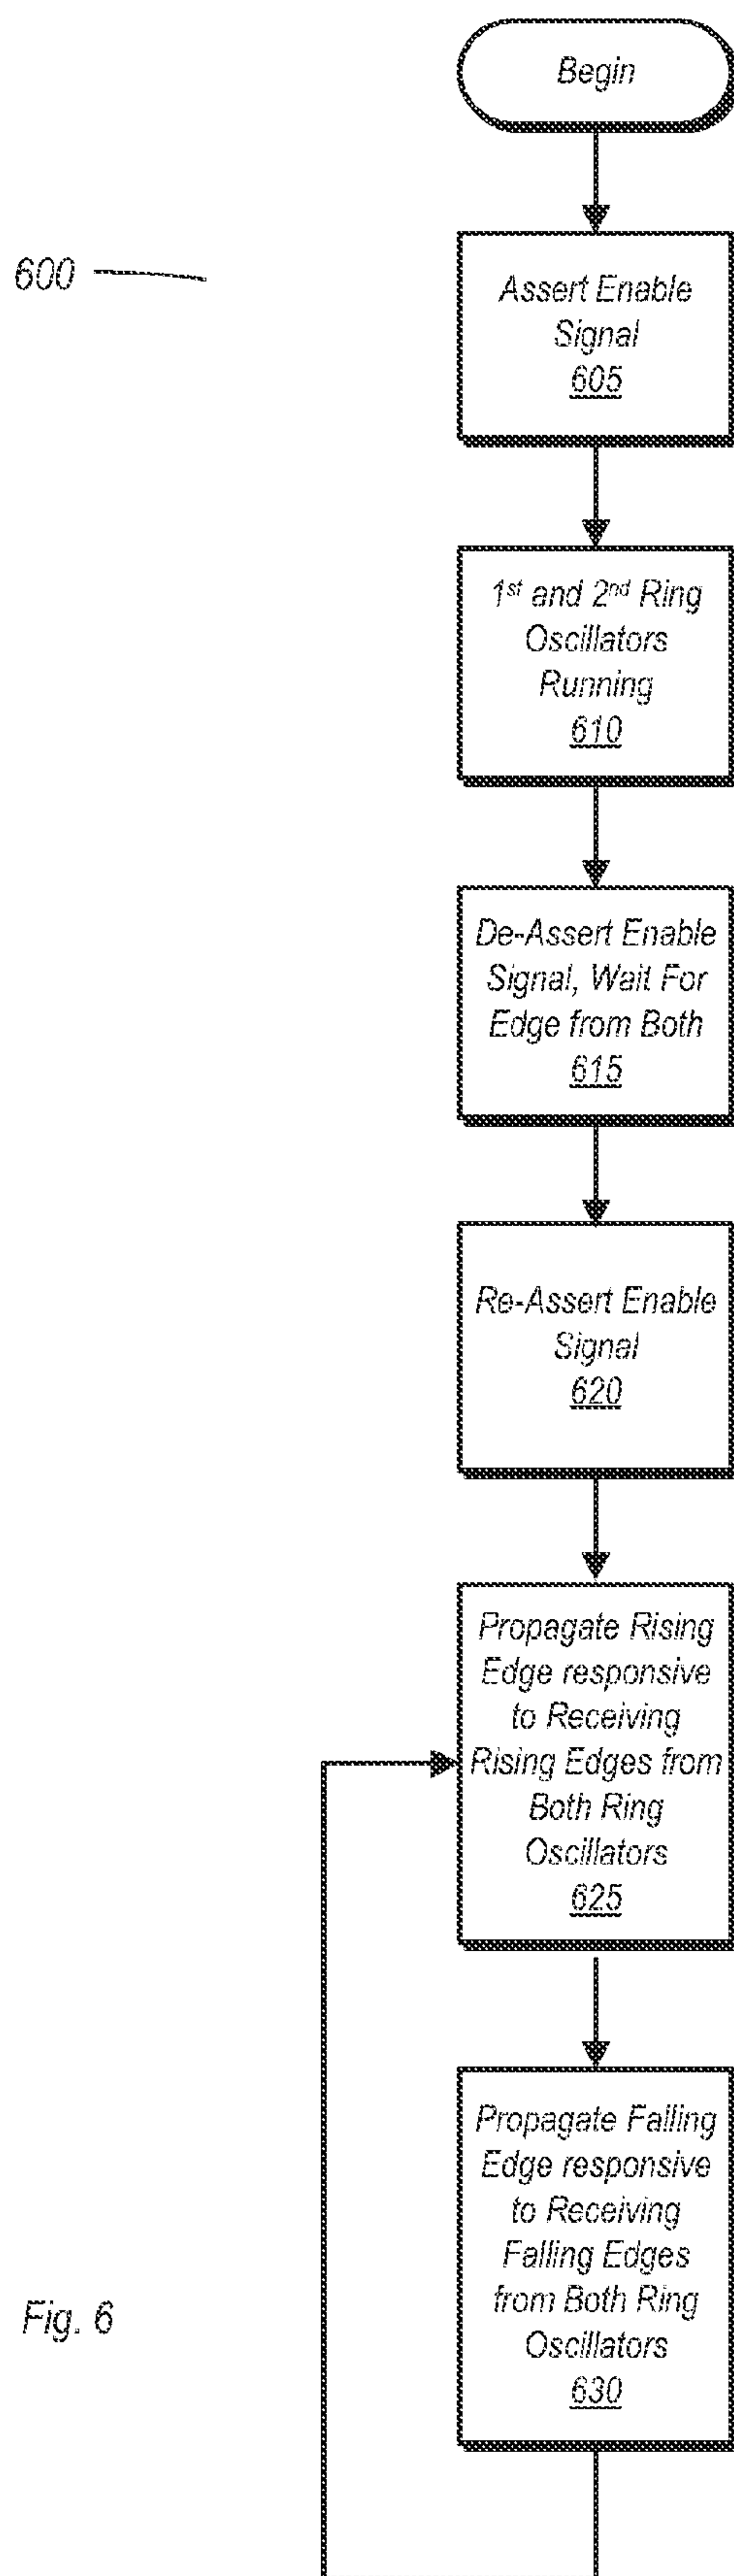 Begin
600
Assert Enable
Signal
605
1st and 2nd Ring
Oscillators
Running
610
De-Assert Enable
Signal, Wait For
Edge from Both
615
Re-Assert Enable
Signal
620
Propagate Rising
Edge responsive
to Receiving
Rising Edges from
Both Ring
Oscillators
625
Propagate Falling
Edge responsive
to Receiving
Falling Edges
from Both Ring
Oscillators
630
Fig. 6